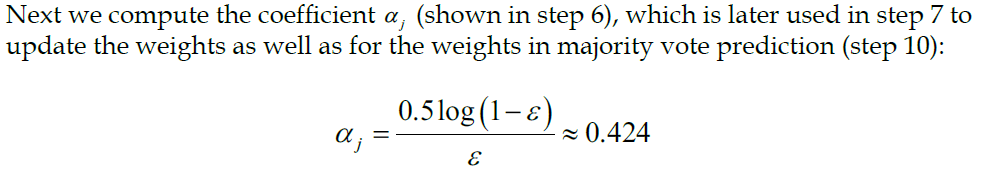 Next we compute the coefficient α_j (shown in step 6), which is later used in step 7 to
update the weights as well as for the weights in majority vote prediction (step 10):
α_j = 0.5 log (1 − ε) / ε ≈ 0.424